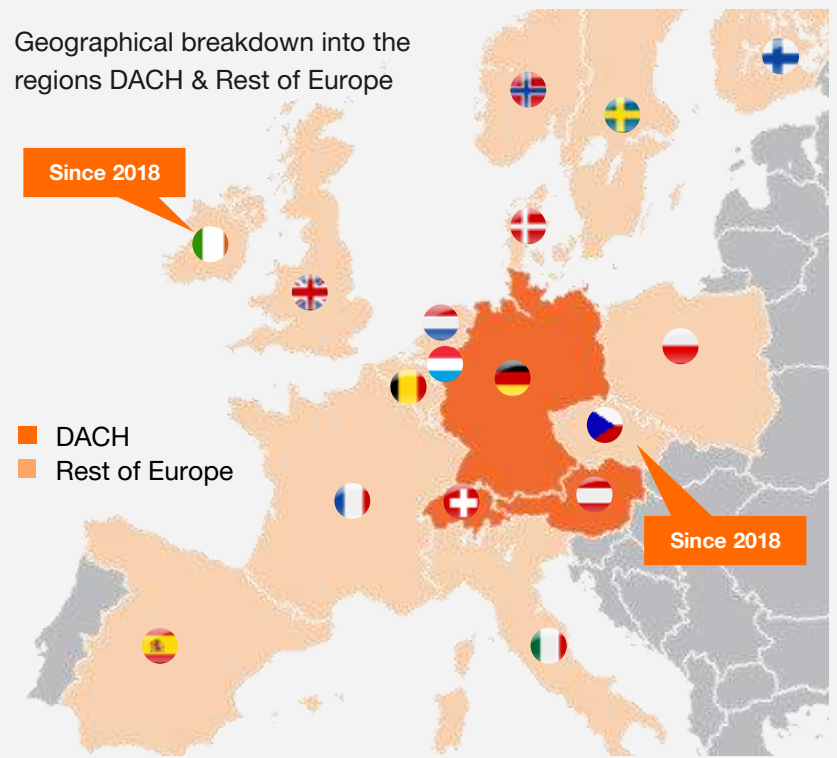 Geographical breakdown into the
regions DACH & Rest of Europe
Since 2018
DACH
Rest of Europe
Since 2018